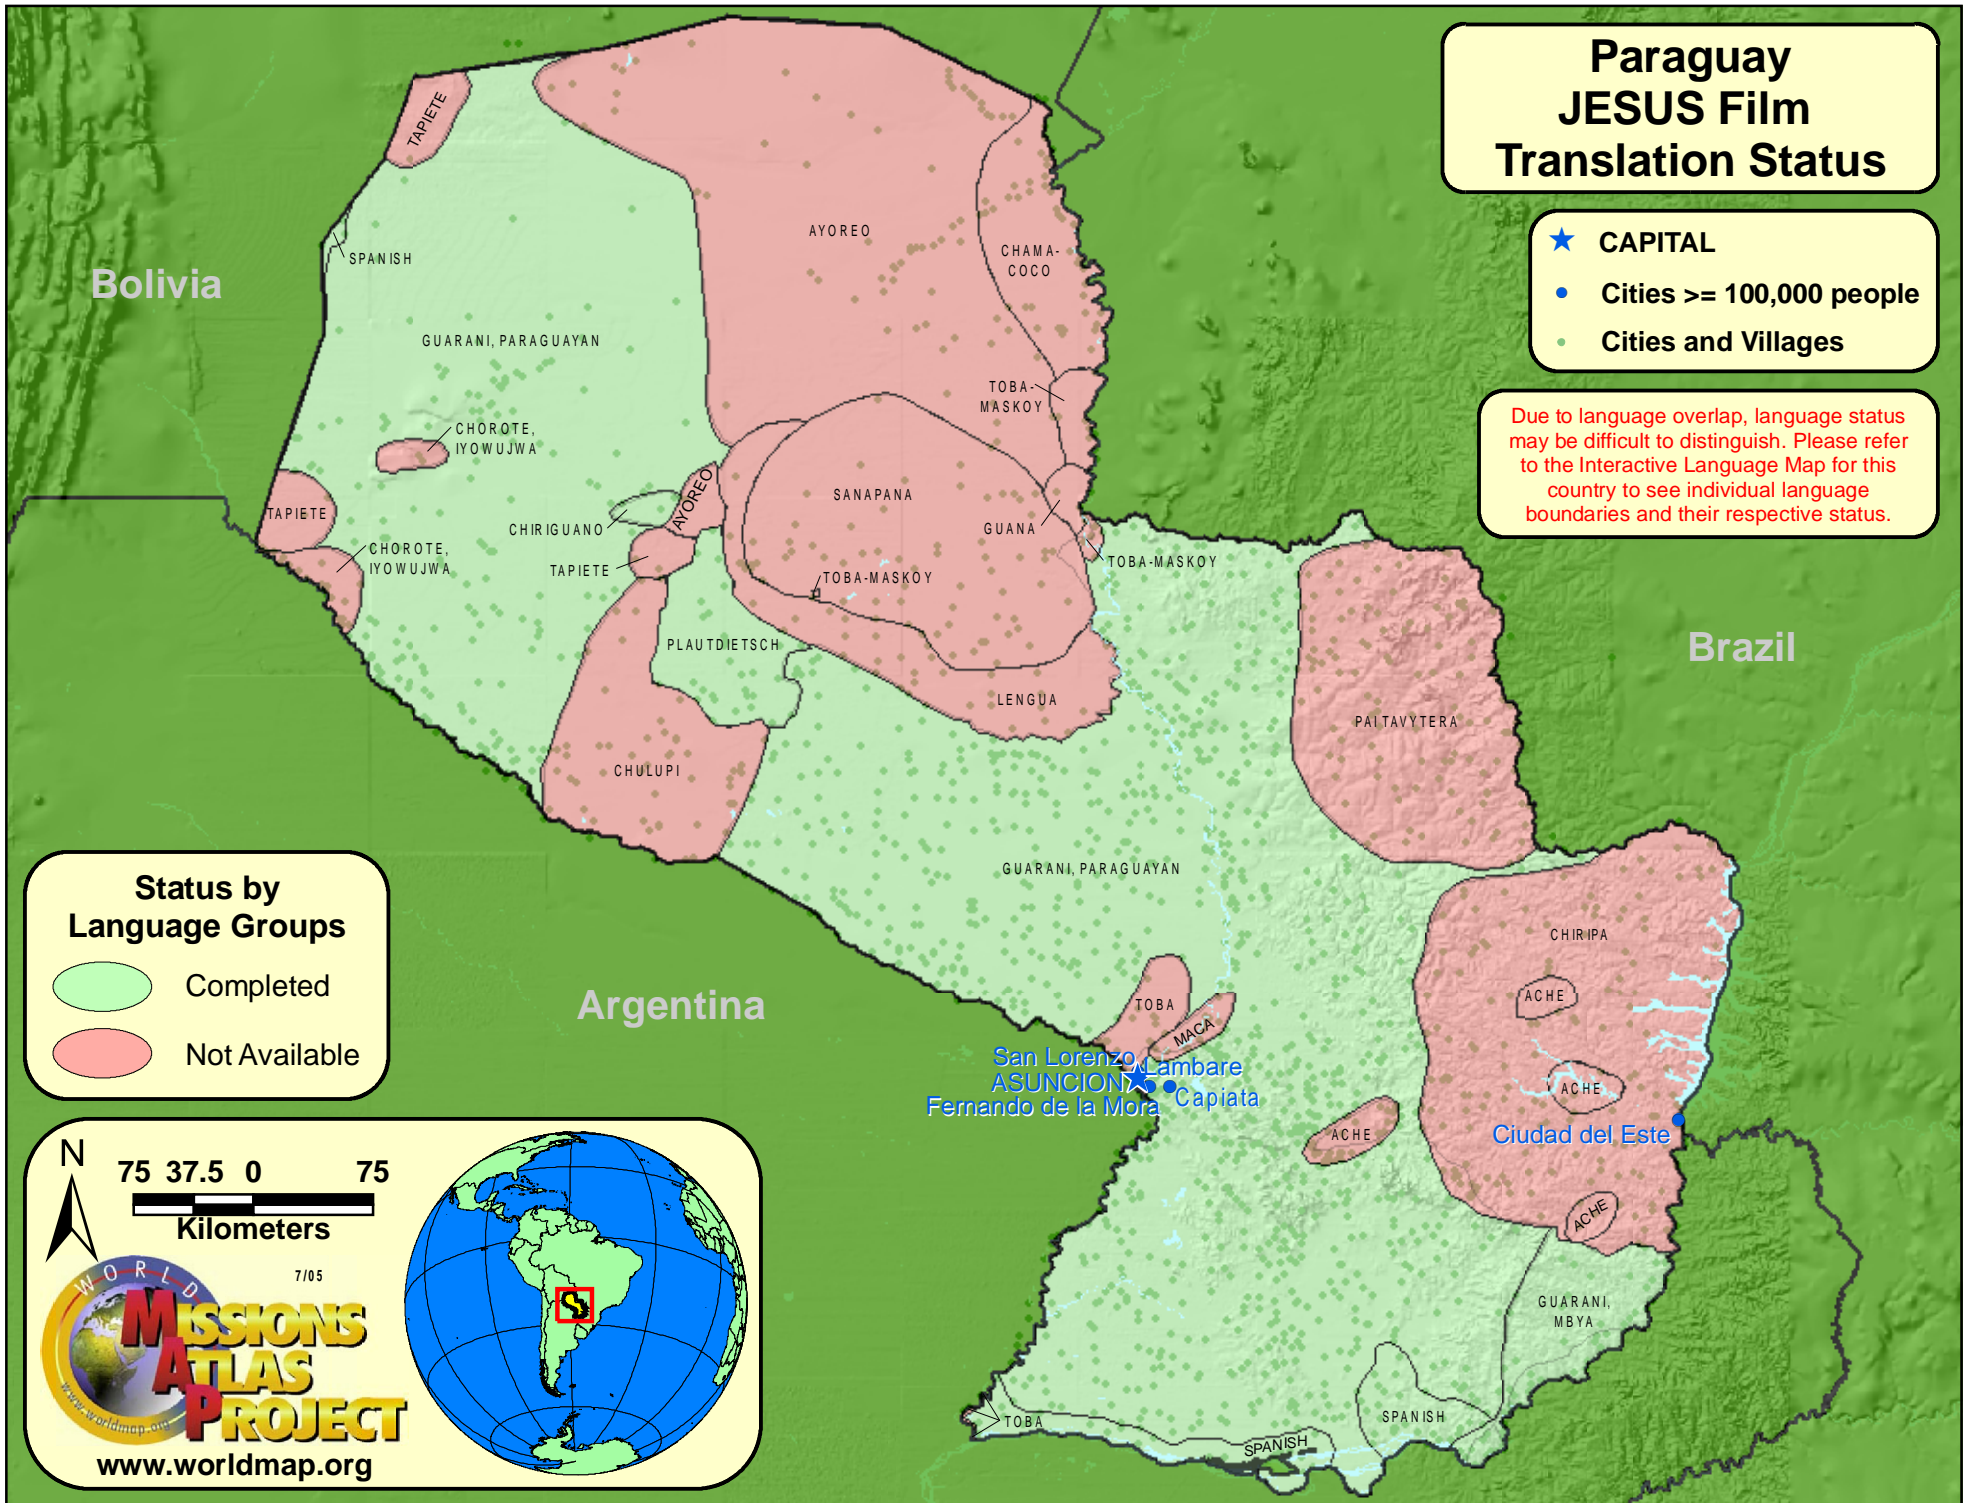 Paraguay
JESUS Film
Translation Status
CAPITAL
Cities >= 100,000 people
Cities and Villages
Due to language overlap, language status
may be difficult to distinguish. Please refer
to the Interactive Language Map for this
country to see individual language
boundaries and their respective status.
Bolivia
Brazil
Argentina
TAPIETE
SPANISH
AYOREO
CHAMA-
COCO
GUARANI, PARAGUAYAN
TOBA-
MASKOY
CHOROTE,
IYOWUJWA
AYOREO
SANAPANA
GUANA
TAPIETE
CHIRIGUANO
CHOROTE,
IYOWUJWA
TAPIETE
TOBA-MASKOY
TOBA-MASKOY
PLAUTDIETSCH
LENGUA
PAI TAVYTERA
CHULUPI
GUARANI, PARAGUAYAN
CHIRIPA
ACHE
TOBA
MACA
San Lorenzo
Lambare
ASUNCION
Capiata
Fernando de la Mora
ACHE
ACHE
Ciudad del Este
ACHE
GUARANI,
MBYA
SPANISH
TOBA
SPANISH
Status by
Language Groups
Completed
Not Available
N
75 37.5 0 75
Kilometers
7/05
WORLD
MISSIONS
ATLAS
PROJECT
www.worldmap.org
www.worldmap.org